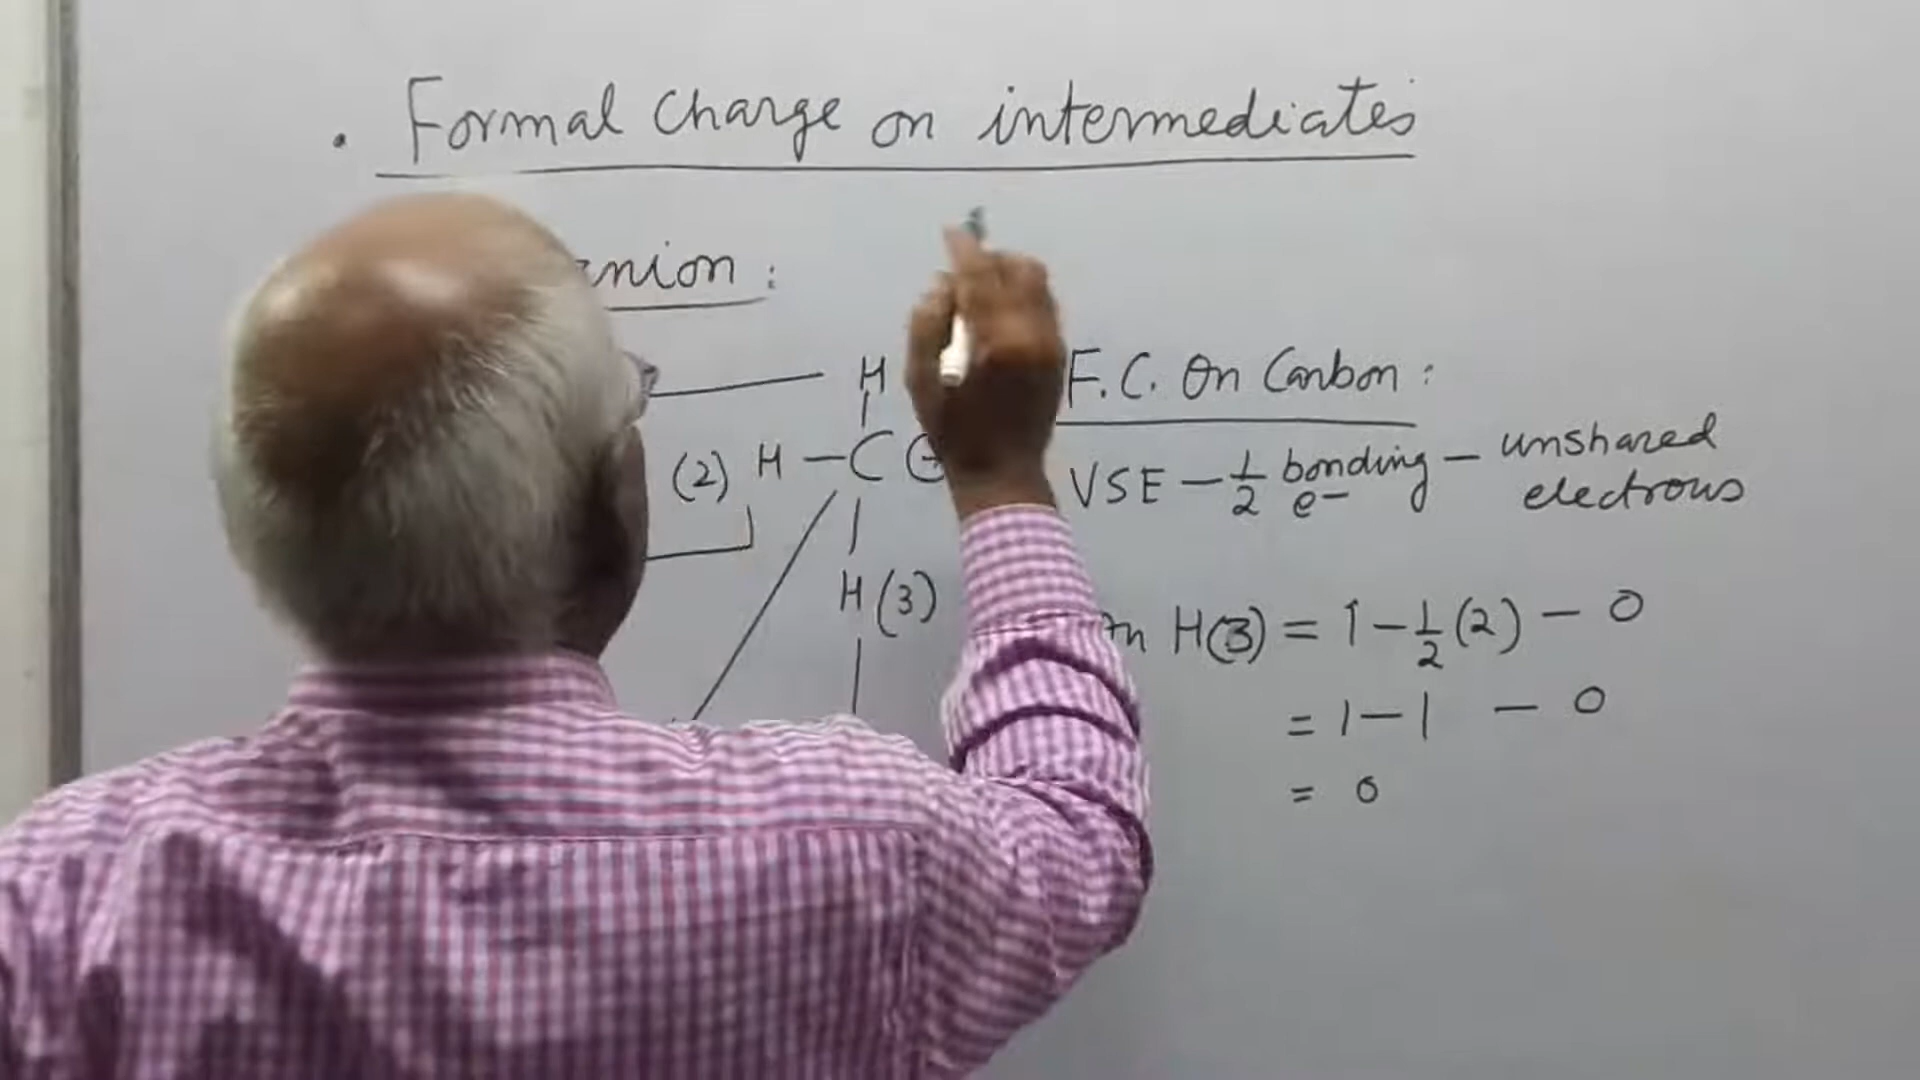 . Formal Charge on intermediates
nion :
H
(2) H – C
H (3)
F.C. On Carbon :
VSE – 1/2 bonding e– – unshared electrons
H(3) = 1 – 1/2 (2) – 0
= 1 – 1 – 0
= 0